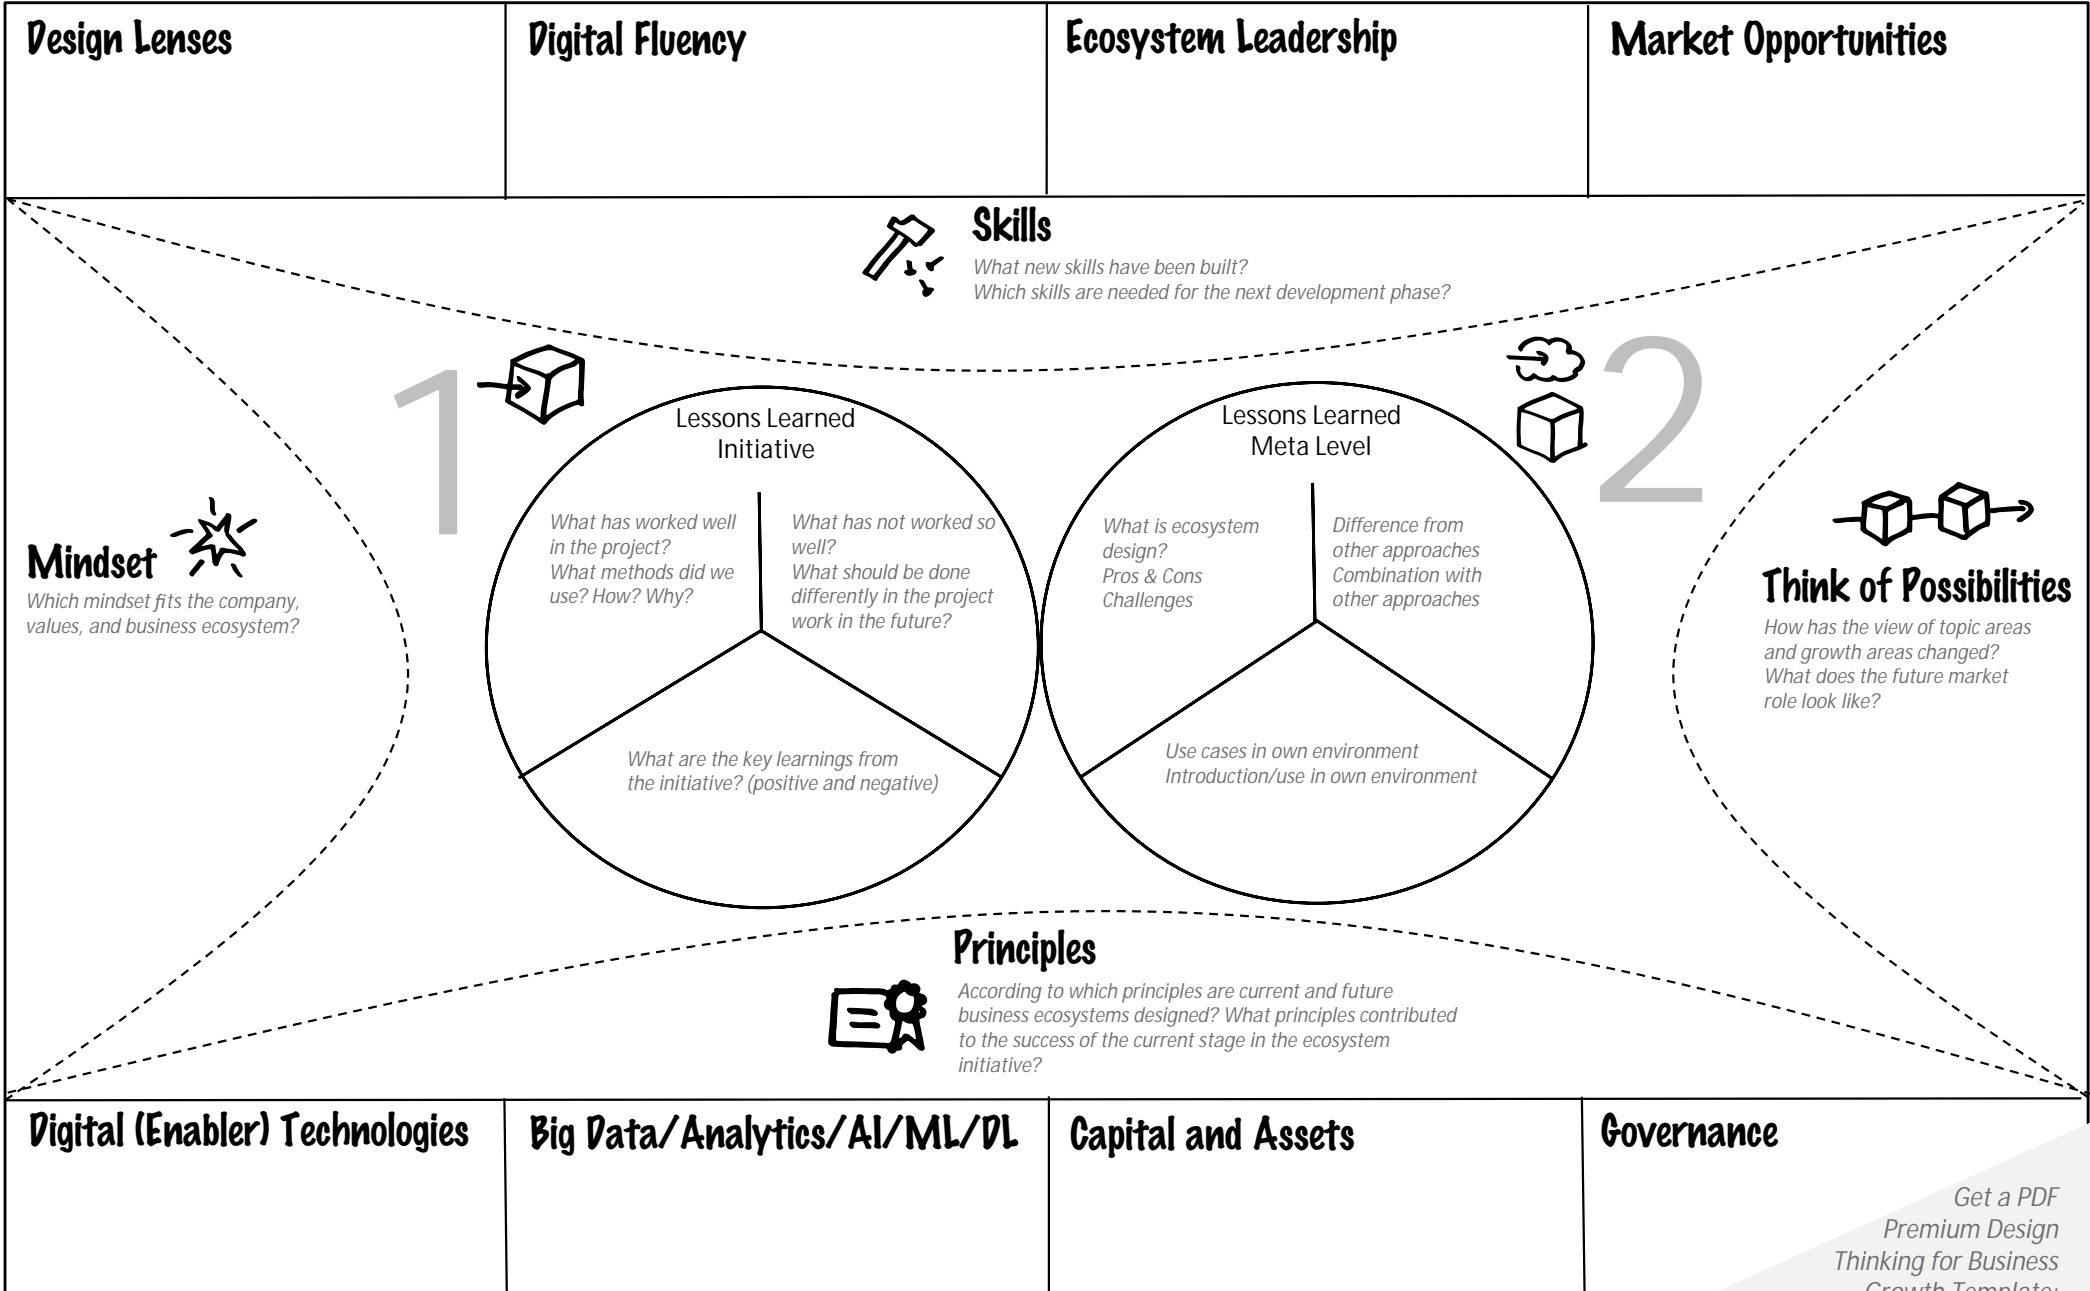 Design Lenses
Digital Fluency
Ecosystem Leadership
Market Opportunities
Skills
What new skills have been built?
Which skills are needed for the next development phase?
1
2
Lessons Learned
Initiative
What has worked well
in the project?
What methods did we
use? How? Why?
What has not worked so
well?
What should be done
differently in the project
work in the future?
What are the key learnings from
the initiative? (positive and negative)
Lessons Learned
Meta Level
What is ecosystem
design?
Pros & Cons
Challenges
Difference from
other approaches
Combination with
other approaches
Use cases in own environment
Introduction/use in own environment
Mindset
Which mindset fits the company,
values, and business ecosystem?
Think of Possibilities
How has the view of topic areas
and growth areas changed?
What does the future market
role look like?
Principles
According to which principles are current and future
business ecosystems designed? What principles contributed
to the success of the current stage in the ecosystem
initiative?
Digital (Enabler) Technologies
Big Data/Analytics/AI/ML/DL
Capital and Assets
Governance
Get a PDF
Premium Design
Thinking for Business
Growth Template: